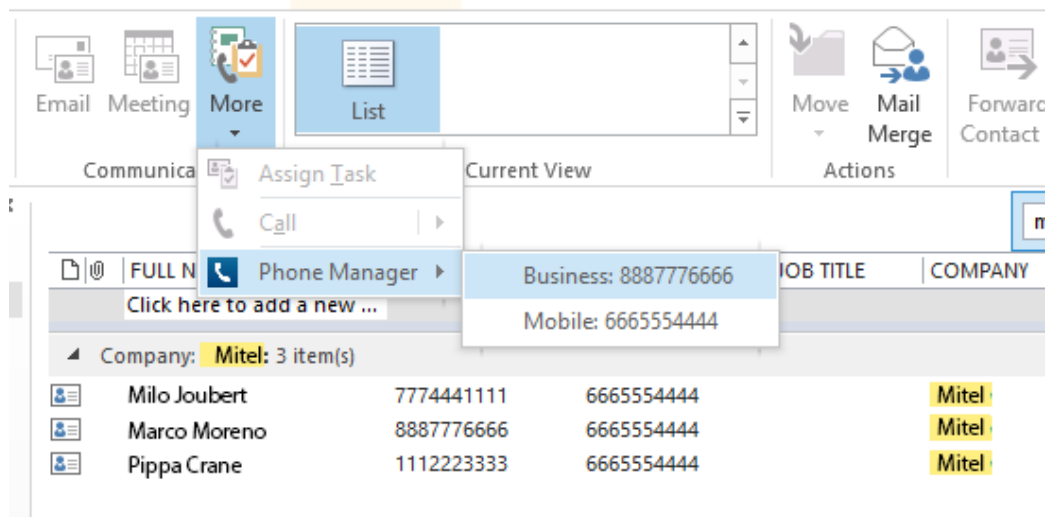 Email Meeting More List Move Mail Merge Forward Contact
Communica Current View Actions
Assign Task
Call
Phone Manager
Business: 8887776666
Mobile: 6665554444
m
FULL N JOB TITLE COMPANY
Click here to add a new ...
Company: Mitel: 3 item(s)
Milo Joubert 7774441111 6665554444 Mitel
Marco Moreno 8887776666 6665554444 Mitel
Pippa Crane 1112223333 6665554444 Mitel